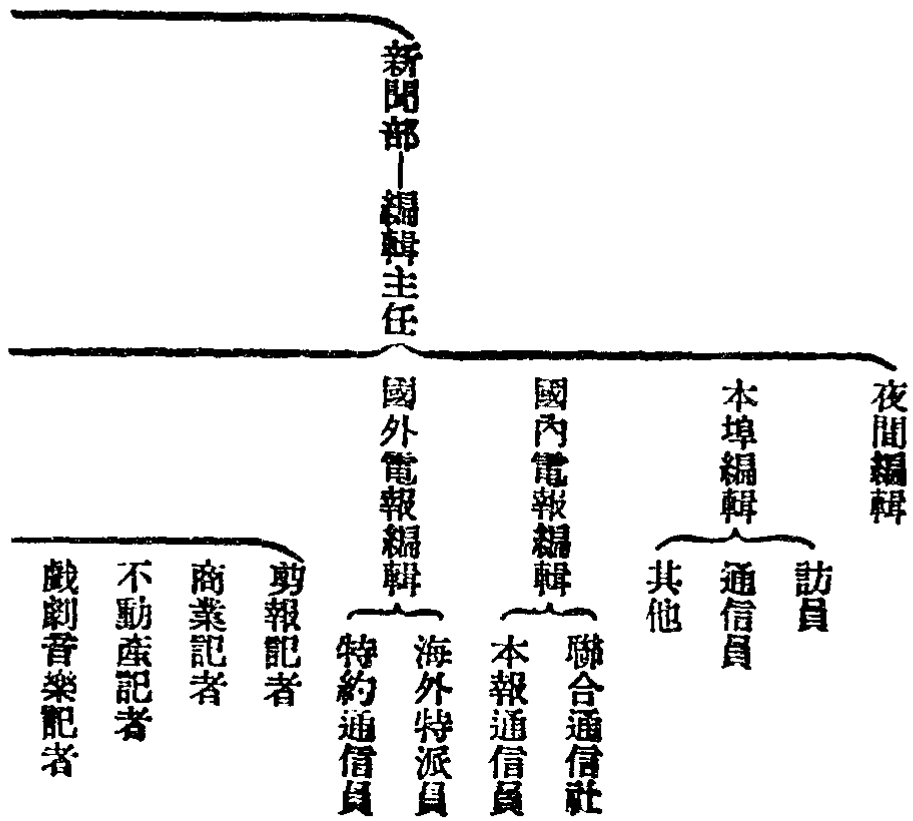 新聞部—編輯主任
夜間編輯
本埠編輯
訪員
通信員
其他
國內電報編輯
聯合通信社
本報通信員
國外電報編輯
海外特派員
特約通信員
剪報記者
商業記者
不動產記者
戲劇音樂記者